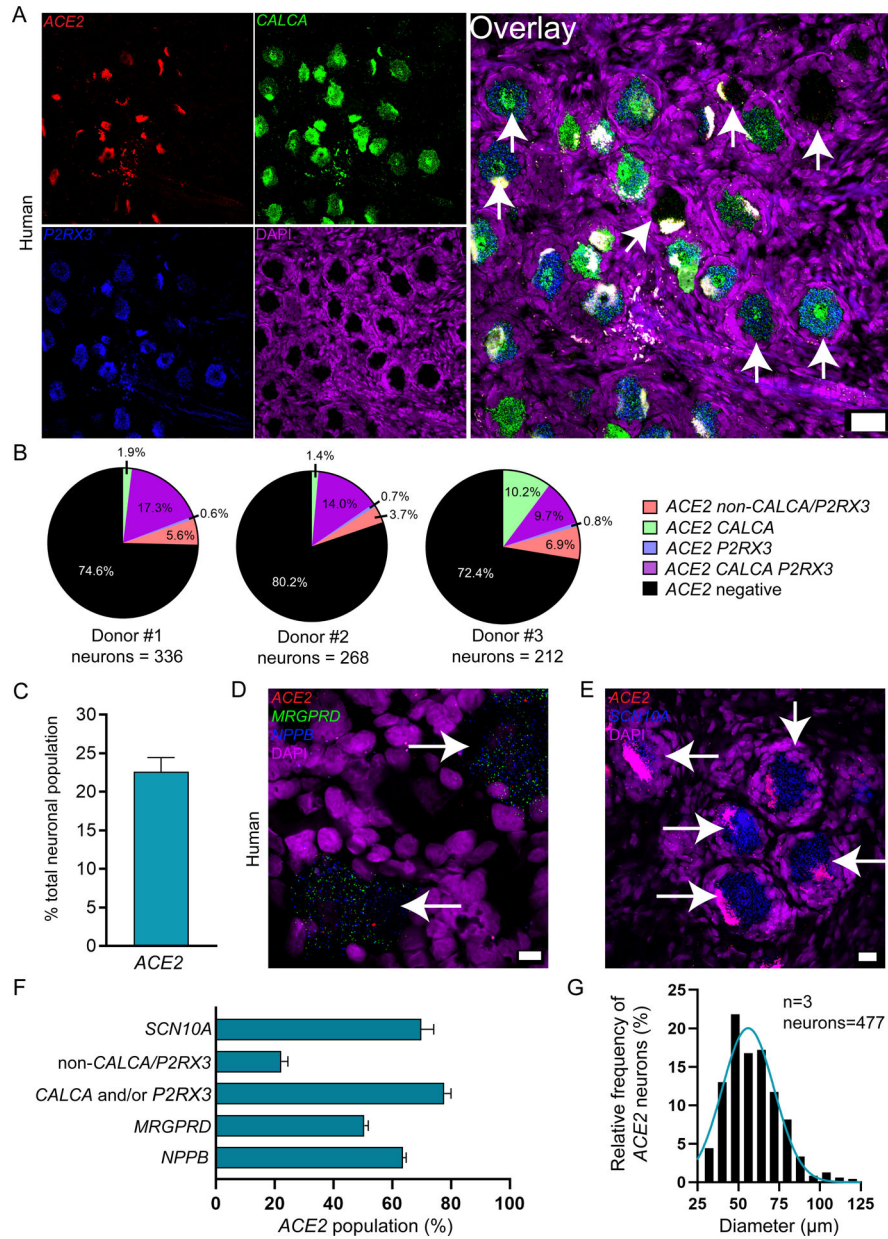 A
ACE2
CALCA
Overlay
Human
P2RX3
DAPI
B
1.9%
17.3%
0.6%
5.6%
74.6%
Donor #1
neurons = 336
1.4%
14.0%
0.7%
3.7%
80.2%
Donor #2
neurons = 268
10.2%
9.7%
0.8%
6.9%
72.4%
Donor #3
neurons = 212
ACE2 non-CALCA/P2RX3
ACE2 CALCA
ACE2 P2RX3
ACE2 CALCA P2RX3
ACE2 negative
C
% total neuronal population
30
25
20
15
10
5
0
ACE2
D
ACE2
MRGPRD
NPPB
DAPI
Human
E
ACE2
SCN10A
DAPI
F
SCN10A
non-CALCA/P2RX3
CALCA and/or P2RX3
MRGPRD
NPPB
0 20 40 60 80 100
ACE2 population (%)
G
n=3
neurons=477
Relative frequency of
ACE2 neurons (%)
25
20
15
10
5
0
25 50 75 100 125
Diameter (µm)